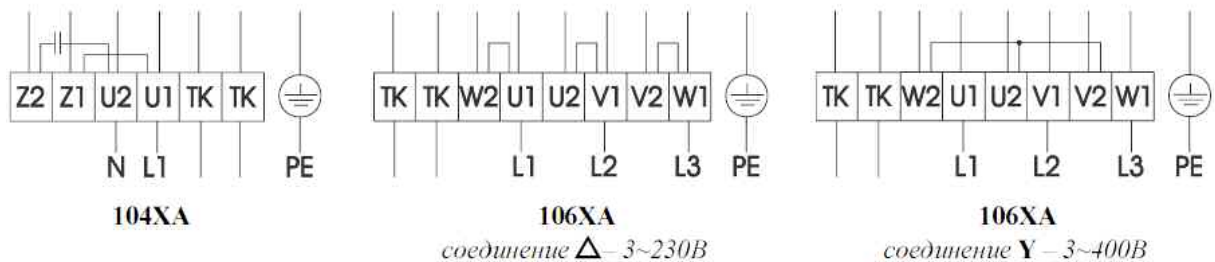 Z2 Z1 U2 U1 TK TK
N L1 PE
104XA
TK TK W2 U1 U2 V1 V2 W1
L1 L2 L3 PE
106XA
соединение Δ – 3~230В
TK TK W2 U1 U2 V1 V2 W1
L1 L2 L3 PE
106XA
соединение Y – 3~400В